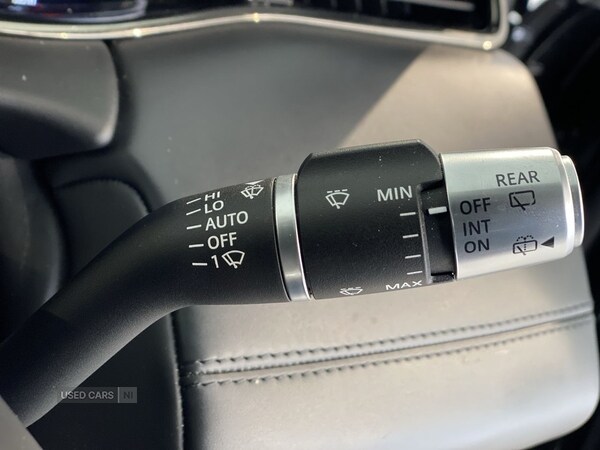 HI
LO
AUTO
OFF
1
MIN
MAX
REAR
OFF
INT
ON
USED CARS NI